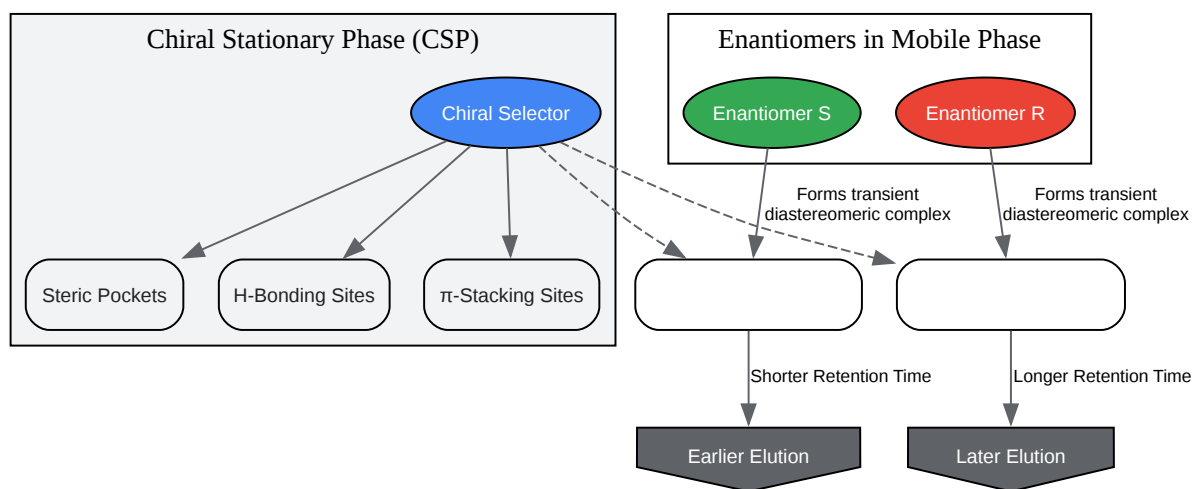 Chiral Stationary Phase (CSP)
Enantiomers in Mobile Phase
Chiral Selector
Enantiomer S
Enantiomer R
Forms transient
diastereomeric complex
Forms transient
diastereomeric complex
Steric Pockets
H-Bonding Sites
π-Stacking Sites
Shorter Retention Time
Longer Retention Time
Earlier Elution
Later Elution